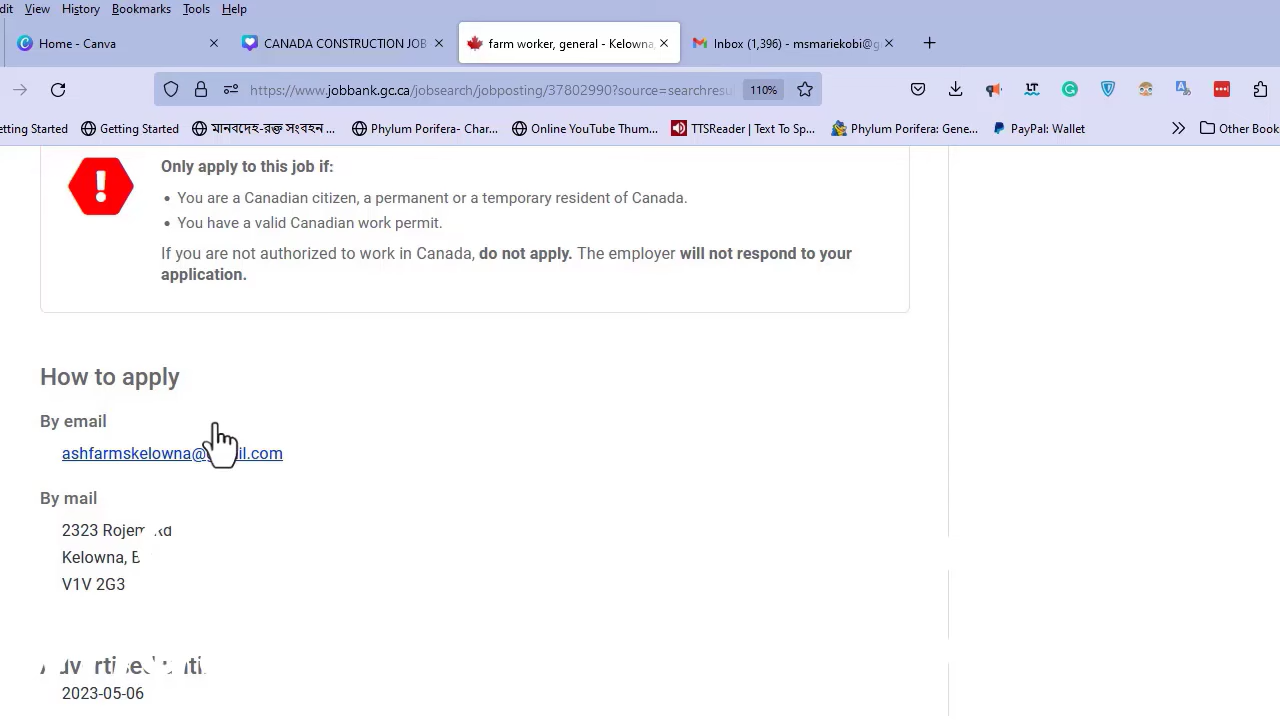 dit View History Bookmarks Tools Help
Home - Canva CANADA CONSTRUCTION JOB farm worker, general - Kelowna, Inbox (1,396) - msmariekobi@g
https://www.jobbank.gc.ca/jobsearch/jobposting/37802990?source=searchresu 110%
etting Started Getting Started মানবদেহ-রক্ত সংবহন ... Phylum Porifera- Char... Online YouTube Thum... TTSReader | Text To Sp... Phylum Porifera: Gene... PayPal: Wallet Other Book
Only apply to this job if:
• You are a Canadian citizen, a permanent or a temporary resident of Canada.
• You have a valid Canadian work permit.
If you are not authorized to work in Canada, do not apply. The employer will not respond to your
application.
How to apply
By email
ashfarmskelowna@ il.com
By mail
2323
Kelowna,
V1V 2G3
2023-05-06